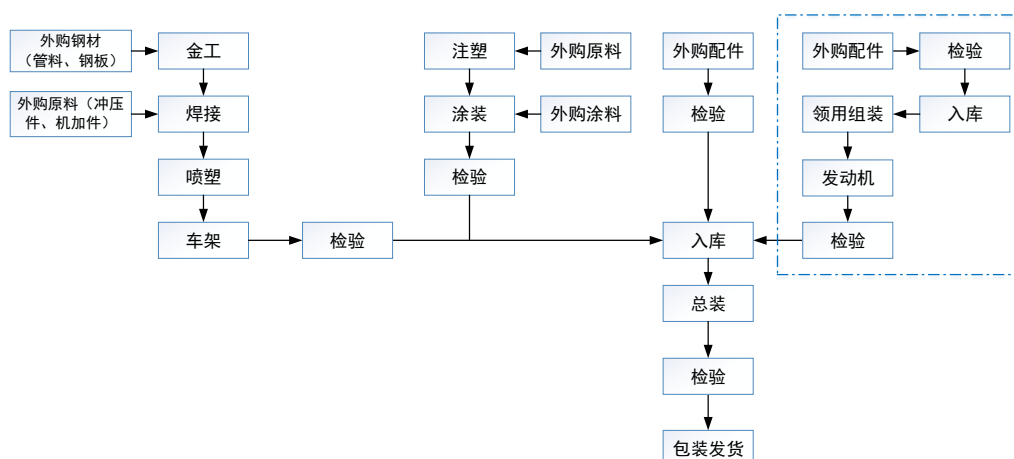 外购钢材
（管料、钢板）
金工
外购原料（冲压
件、机加件）
焊接
喷塑
车架
检验
注塑
外购原料
涂装
外购涂料
检验
外购配件
检验
入库
总装
检验
包装发货
外购配件
检验
领用组装
入库
发动机
检验